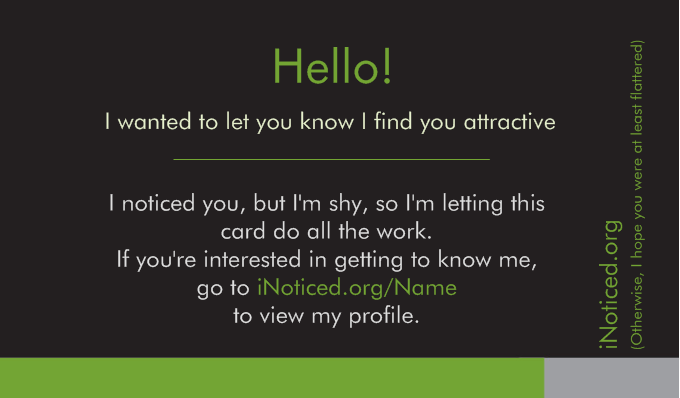 Hello!
I wanted to let you know I find you attractive
I noticed you, but I'm shy, so I'm letting this
card do all the work.
If you're interested in getting to know me,
go to iNoticed.org/Name
to view my profile.
iNoticed.org
(Otherwise, I hope you were at least flattered)